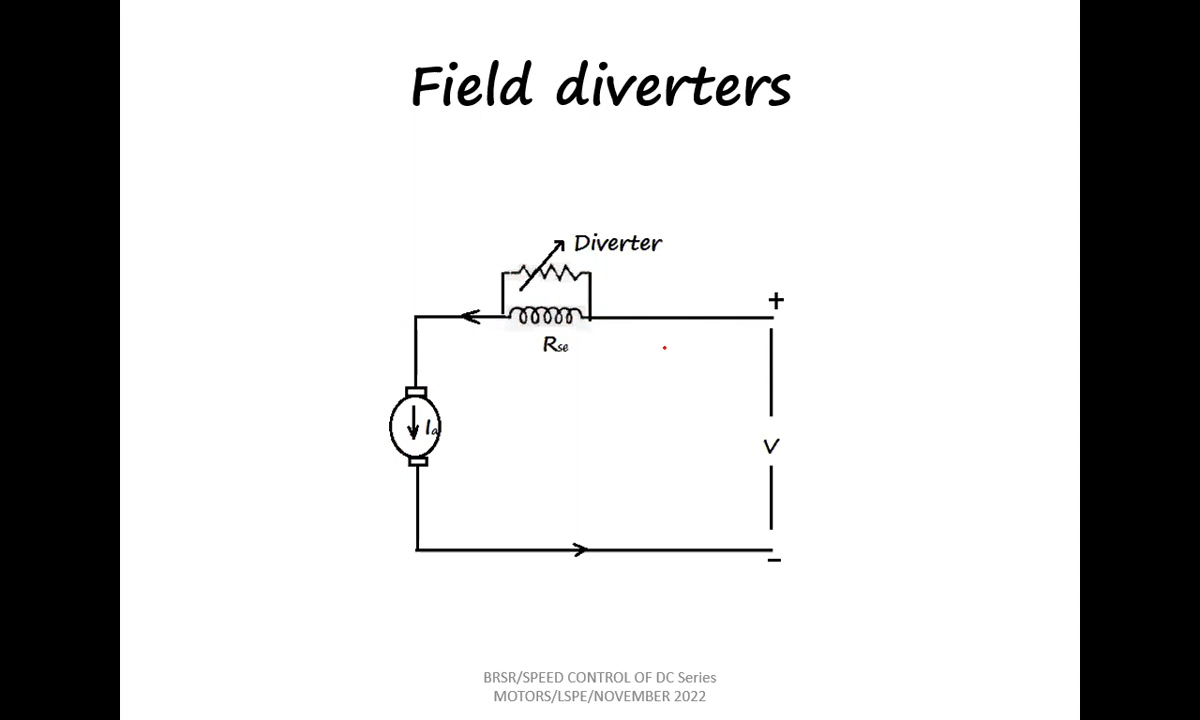 Field diverters
Diverter
+
Rse
Ia
V
–
BRSR/SPEED CONTROL OF DC Series
MOTORS/LSPE/NOVEMBER 2022